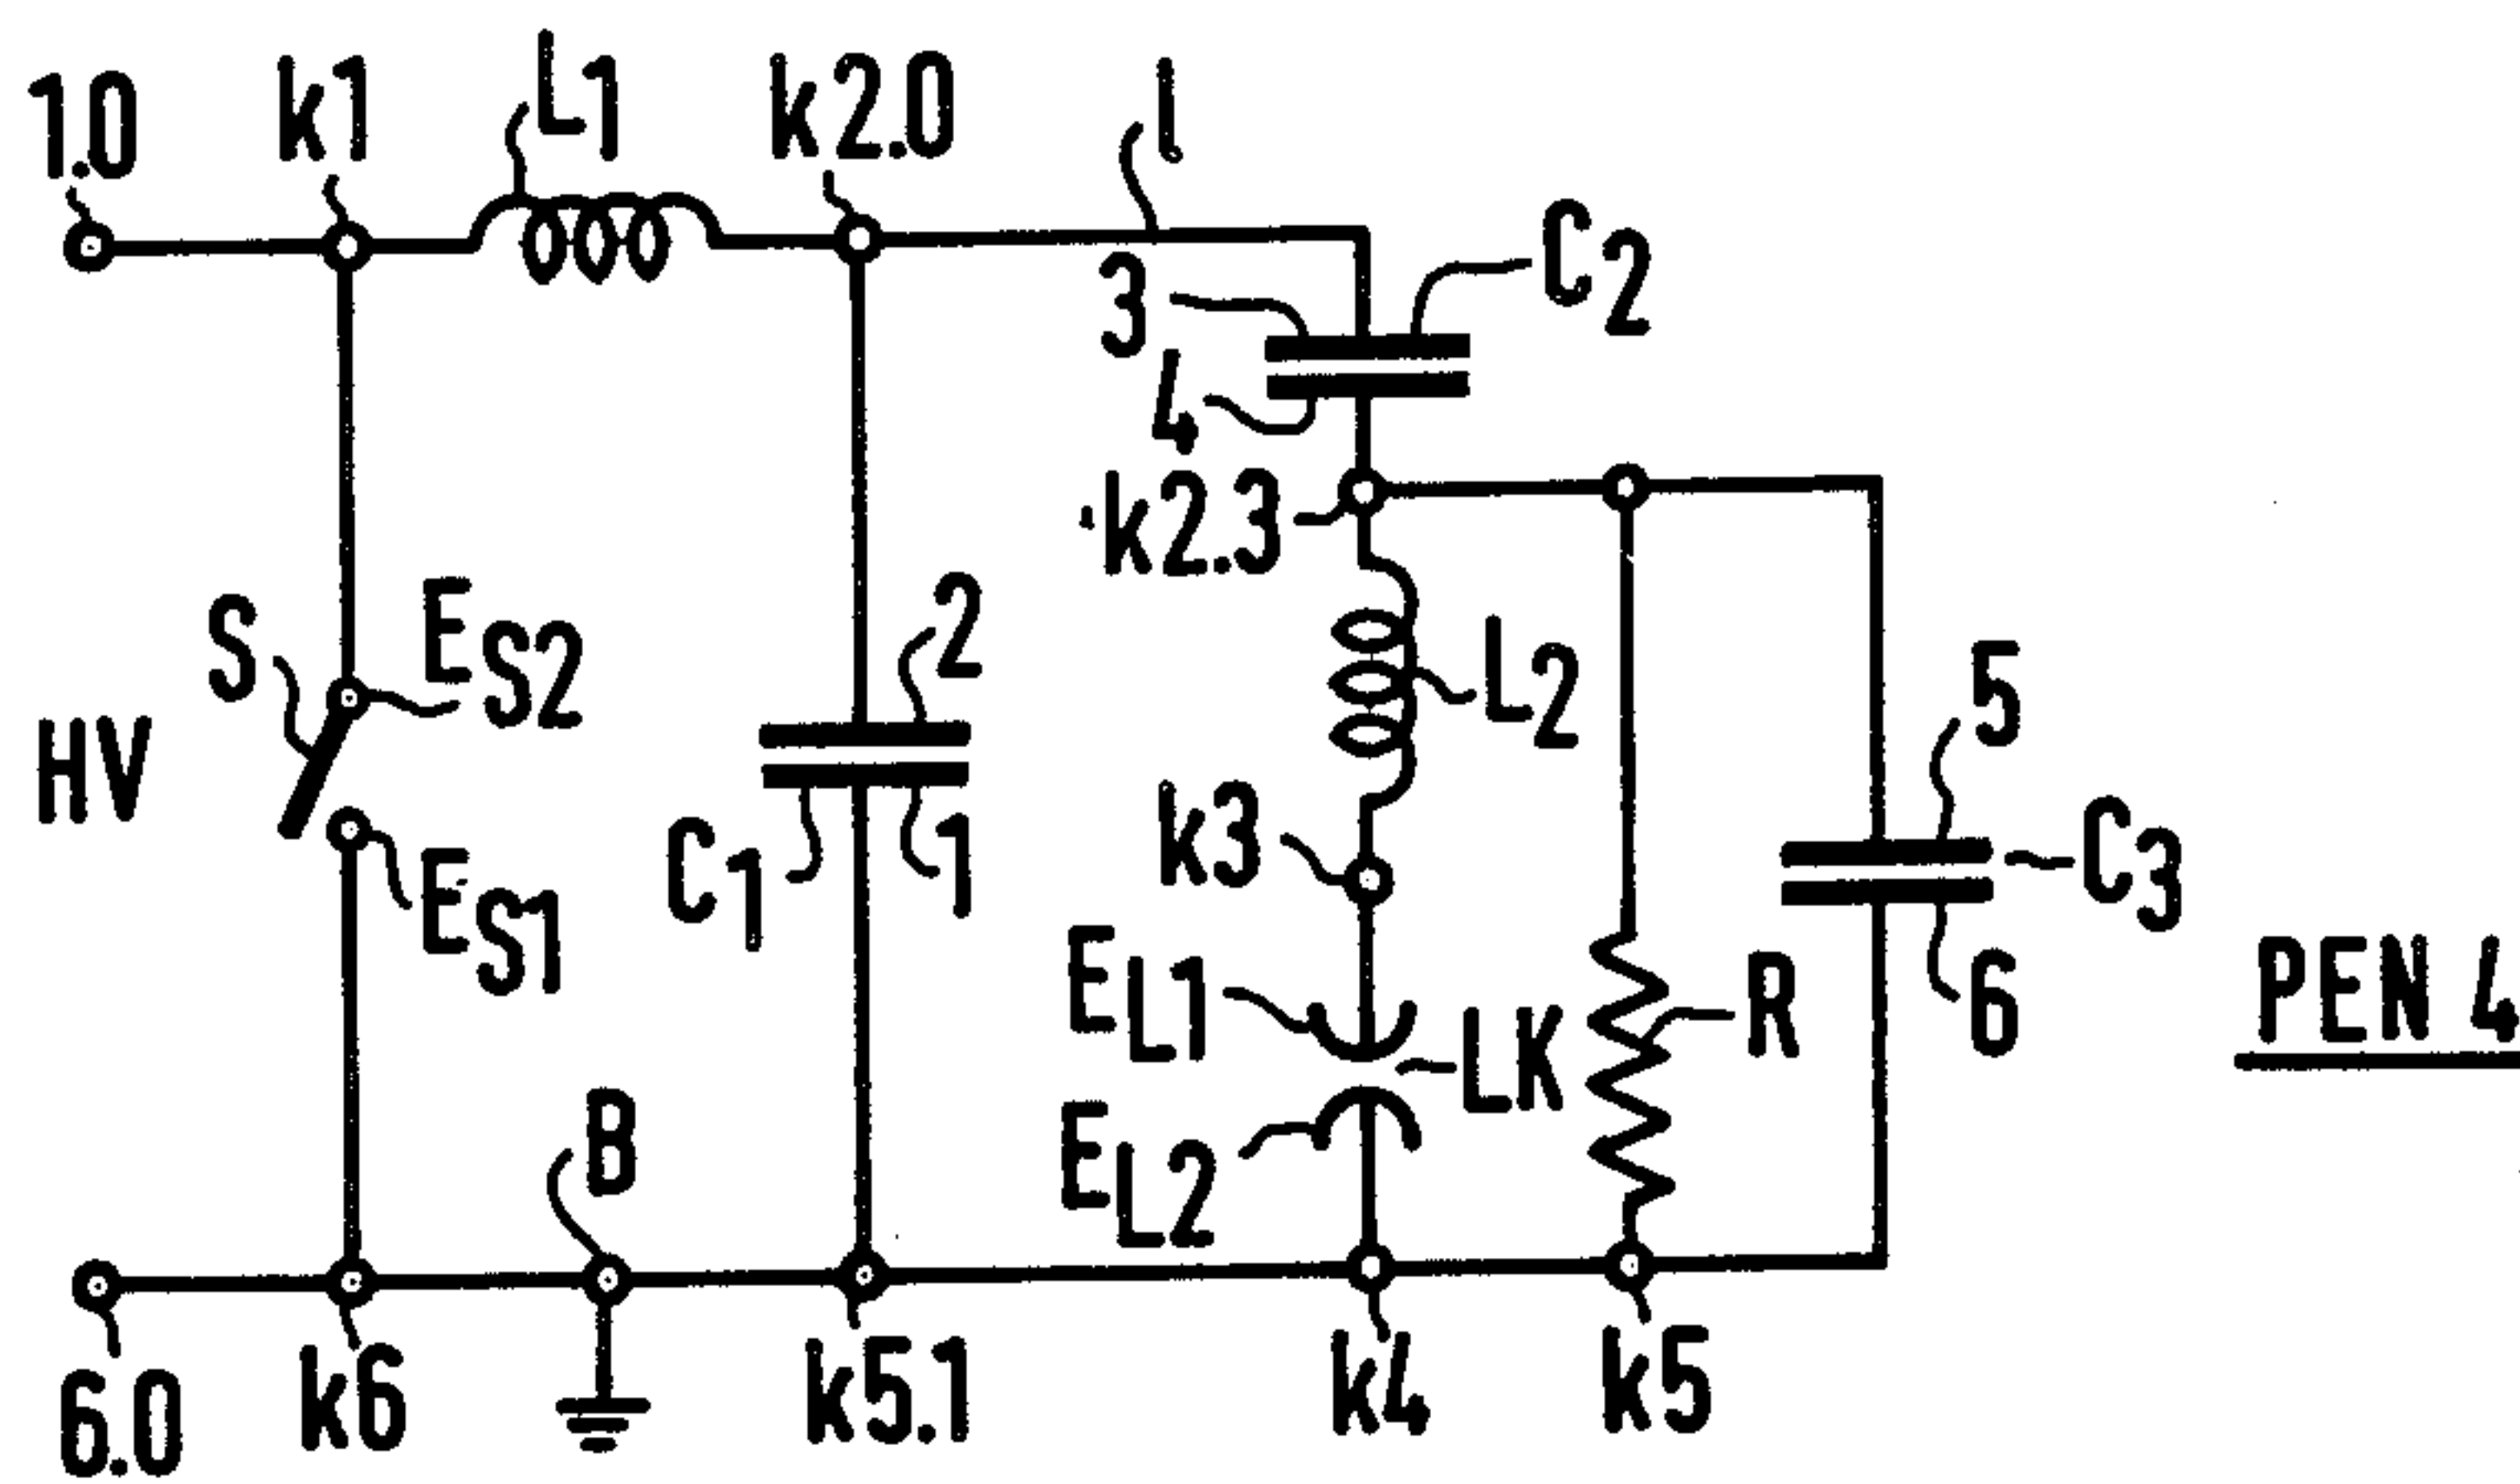 1.0 k1 L1 k2.0 l
C2
3
4
k2.3
S ES2 2 L2 5
HV
C1 1 k3 C3
ES1
EL1 LK R 6 PEN 4
B EL2
6.0 k6 k5.1 k4 k5